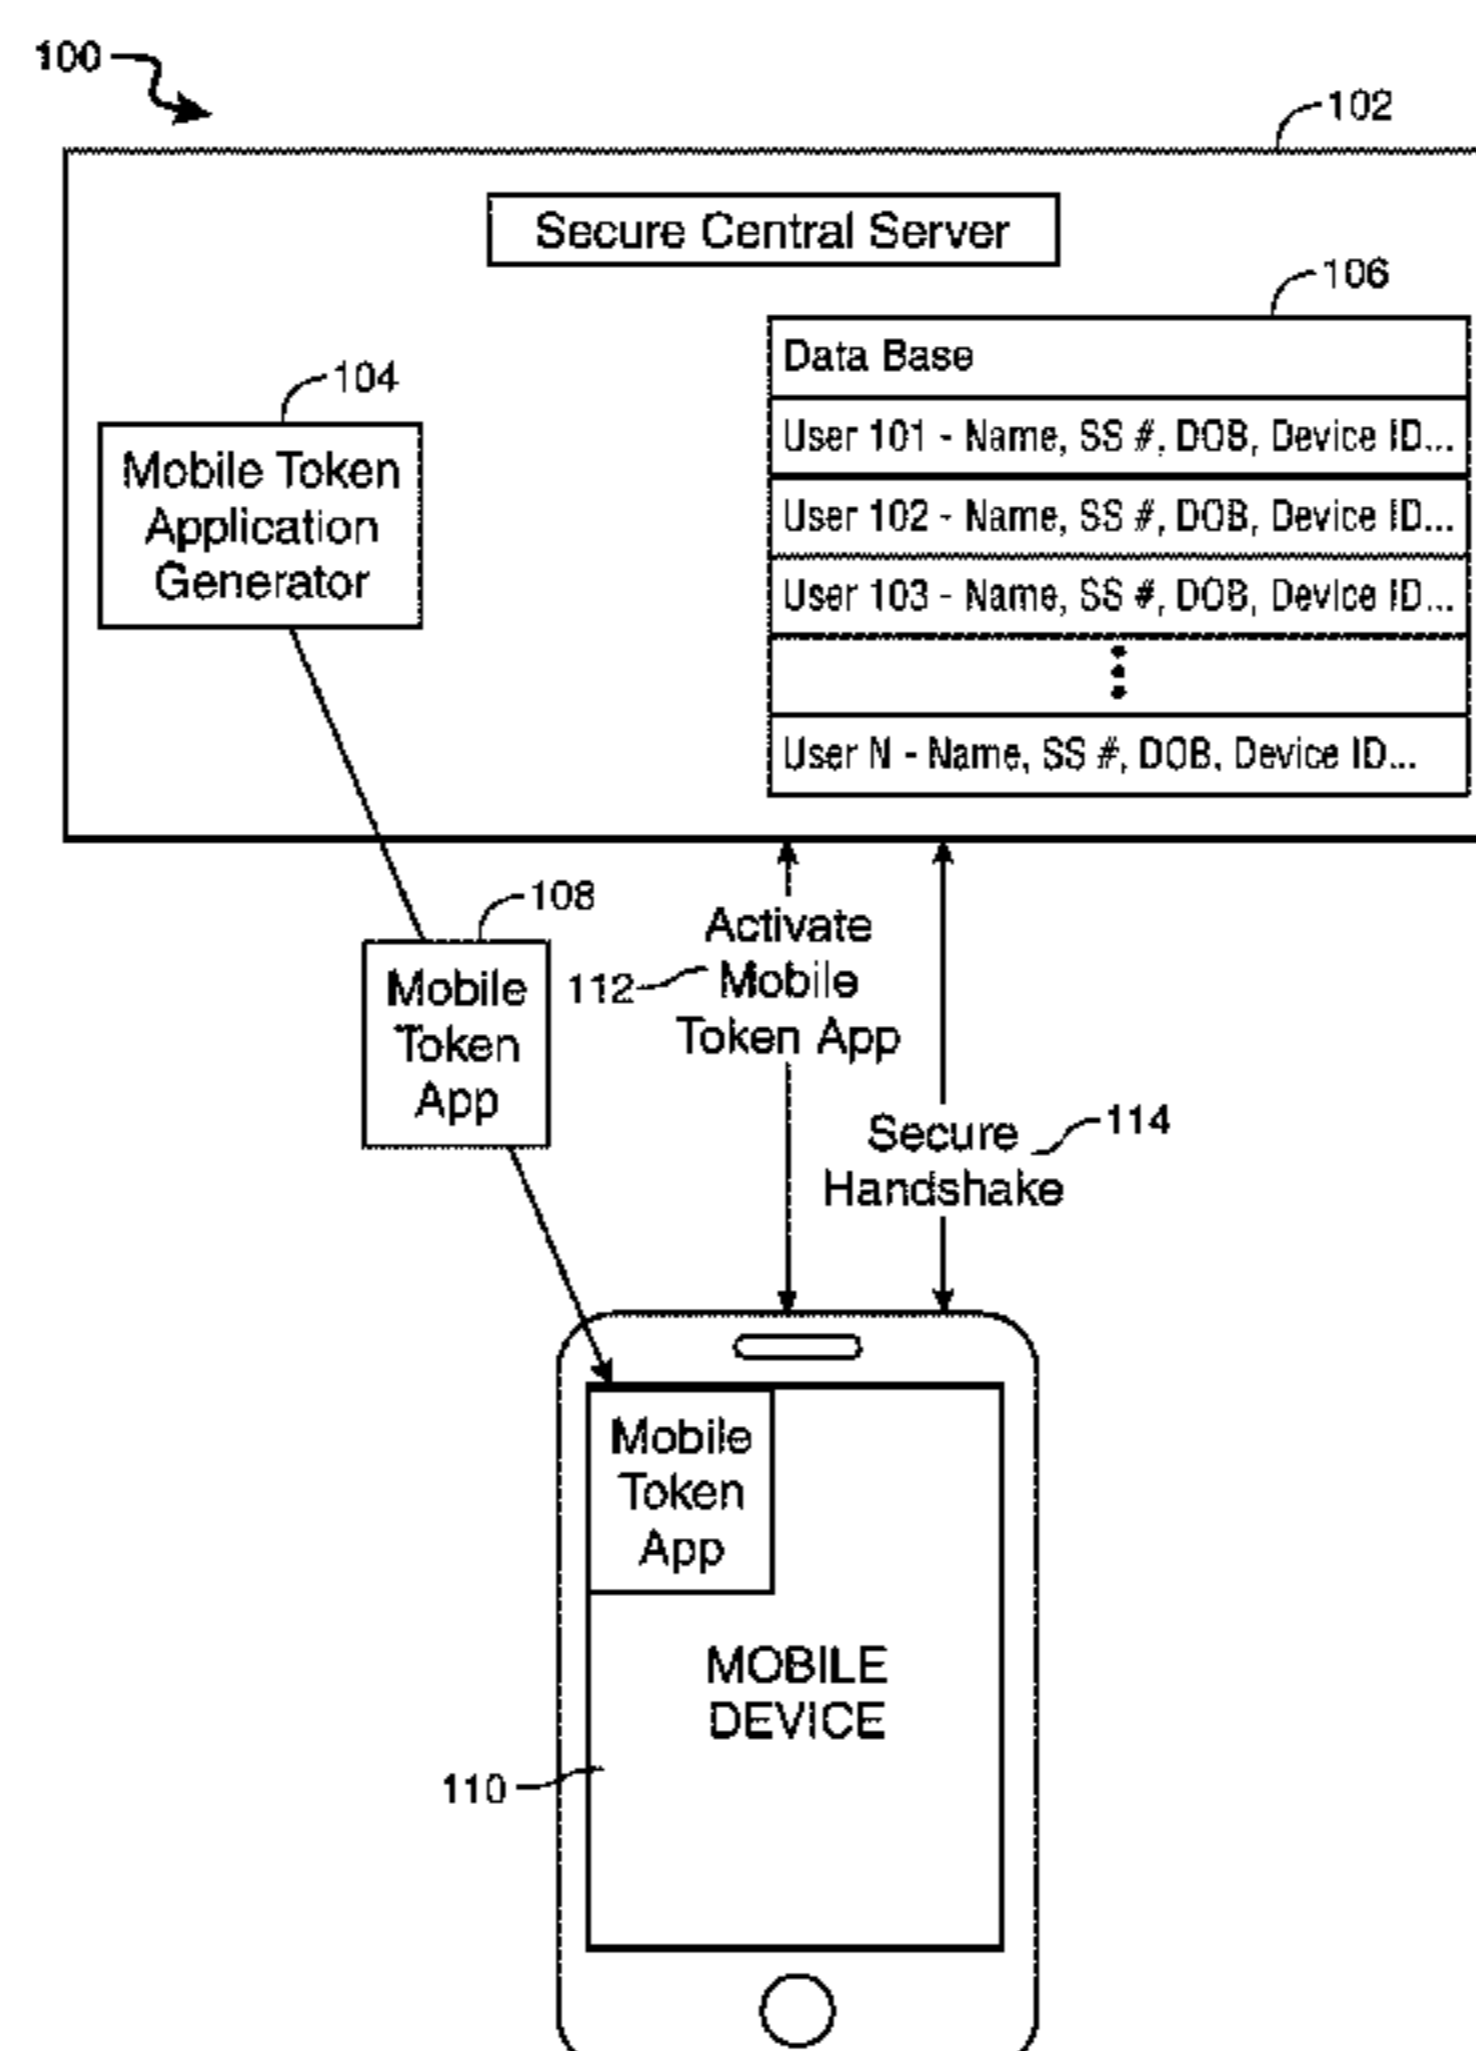 100
102
Secure Central Server
106
Data Base
User 101 - Name, SS #, DOB, Device ID...
User 102 - Name, SS #, DOB, Device ID...
User 103 - Name, SS #, DOB, Device ID...
User N - Name, SS #, DOB, Device ID...
104
Mobile Token
Application
Generator
108
Mobile
Token
App
112
Activate
Mobile
Token App
Secure
Handshake
114
Mobile
Token
App
MOBILE
DEVICE
110